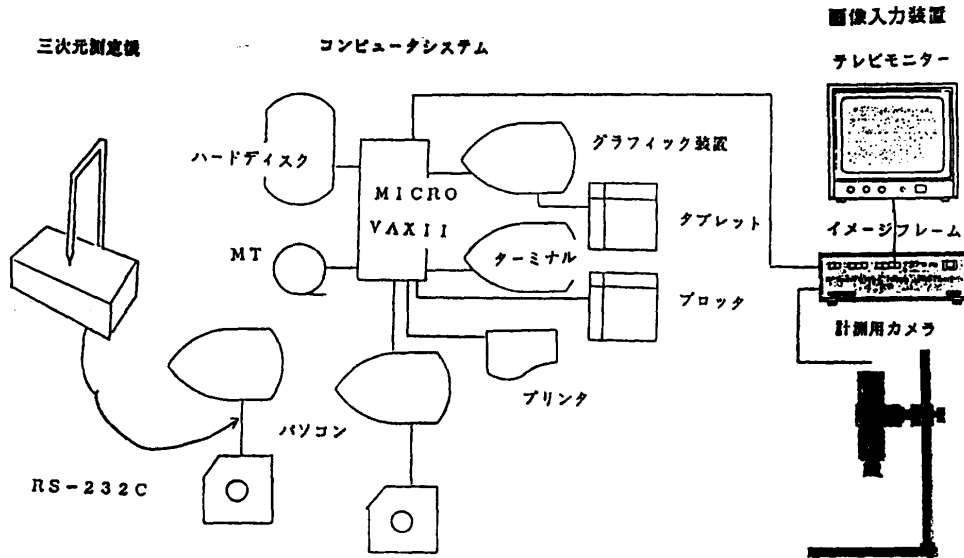 三次元測定機
コンピュータシステム
画像入力装置
テレビモニター
ハードディスク
MICRO
VAXII
グラフィック装置
タブレット
イメージフレーム
MT
ターミナル
プロッタ
計測用カメラ
プリンタ
パソコン
RS-232C